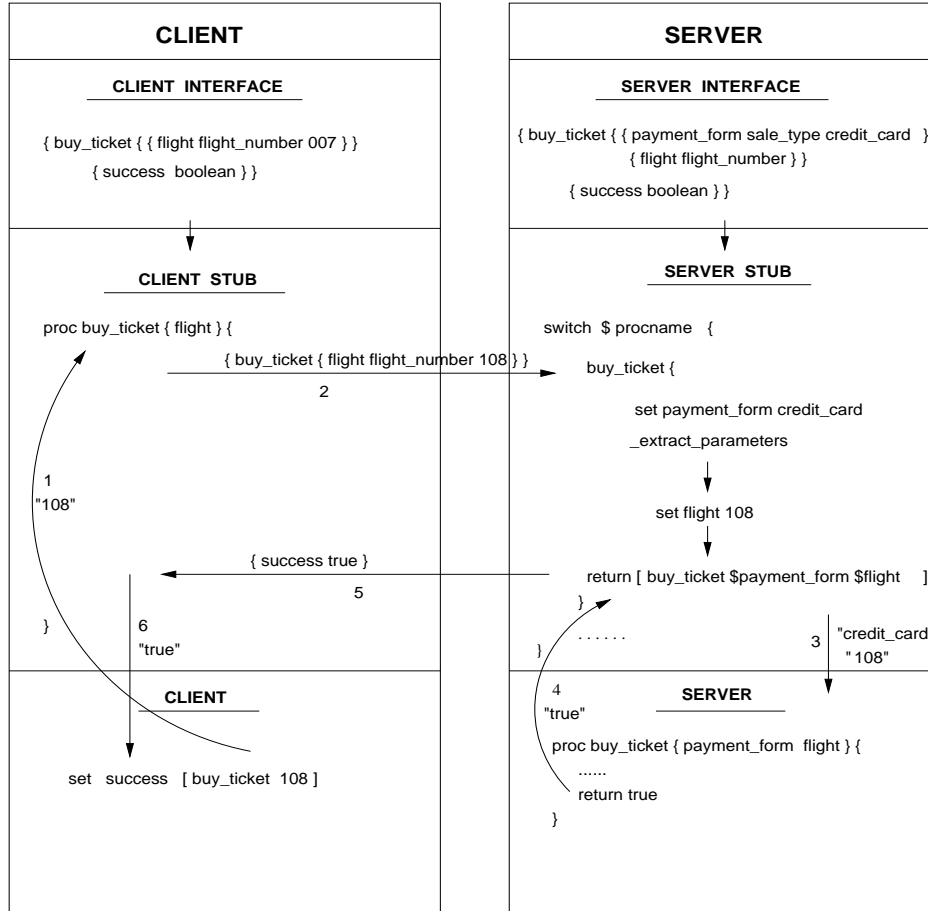 CLIENT
CLIENT INTERFACE
{ buy_ticket { { flight flight_number 007 } }
{ success boolean } }
CLIENT STUB
proc buy_ticket { flight } {
{ buy_ticket { flight flight_number 108 } }
2
1
"108"
{ success true }
5
}
6
"true"
CLIENT
set success [ buy_ticket 108 ]
SERVER
SERVER INTERFACE
{ buy_ticket { { payment_form sale_type credit_card }
{ flight flight_number } }
{ success boolean } }
SERVER STUB
switch $ procname {
buy_ticket {
set payment_form credit_card
_extract_parameters
set flight 108
return [ buy_ticket $payment_form $flight ]
}
. . . . . .
}
3
"credit_card
"108"
4
"true"
SERVER
proc buy_ticket { payment_form flight } {
......
return true
}